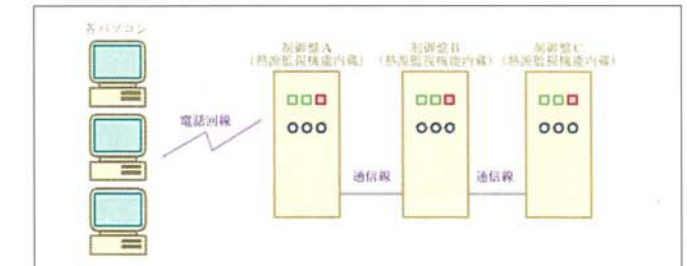 各パソコン
制御盤A
(熱源監視機能内蔵)
制御盤B
(熱源監視機能内蔵)
制御盤C
(熱源監視機能内蔵)
電話回線
通信線
通信線